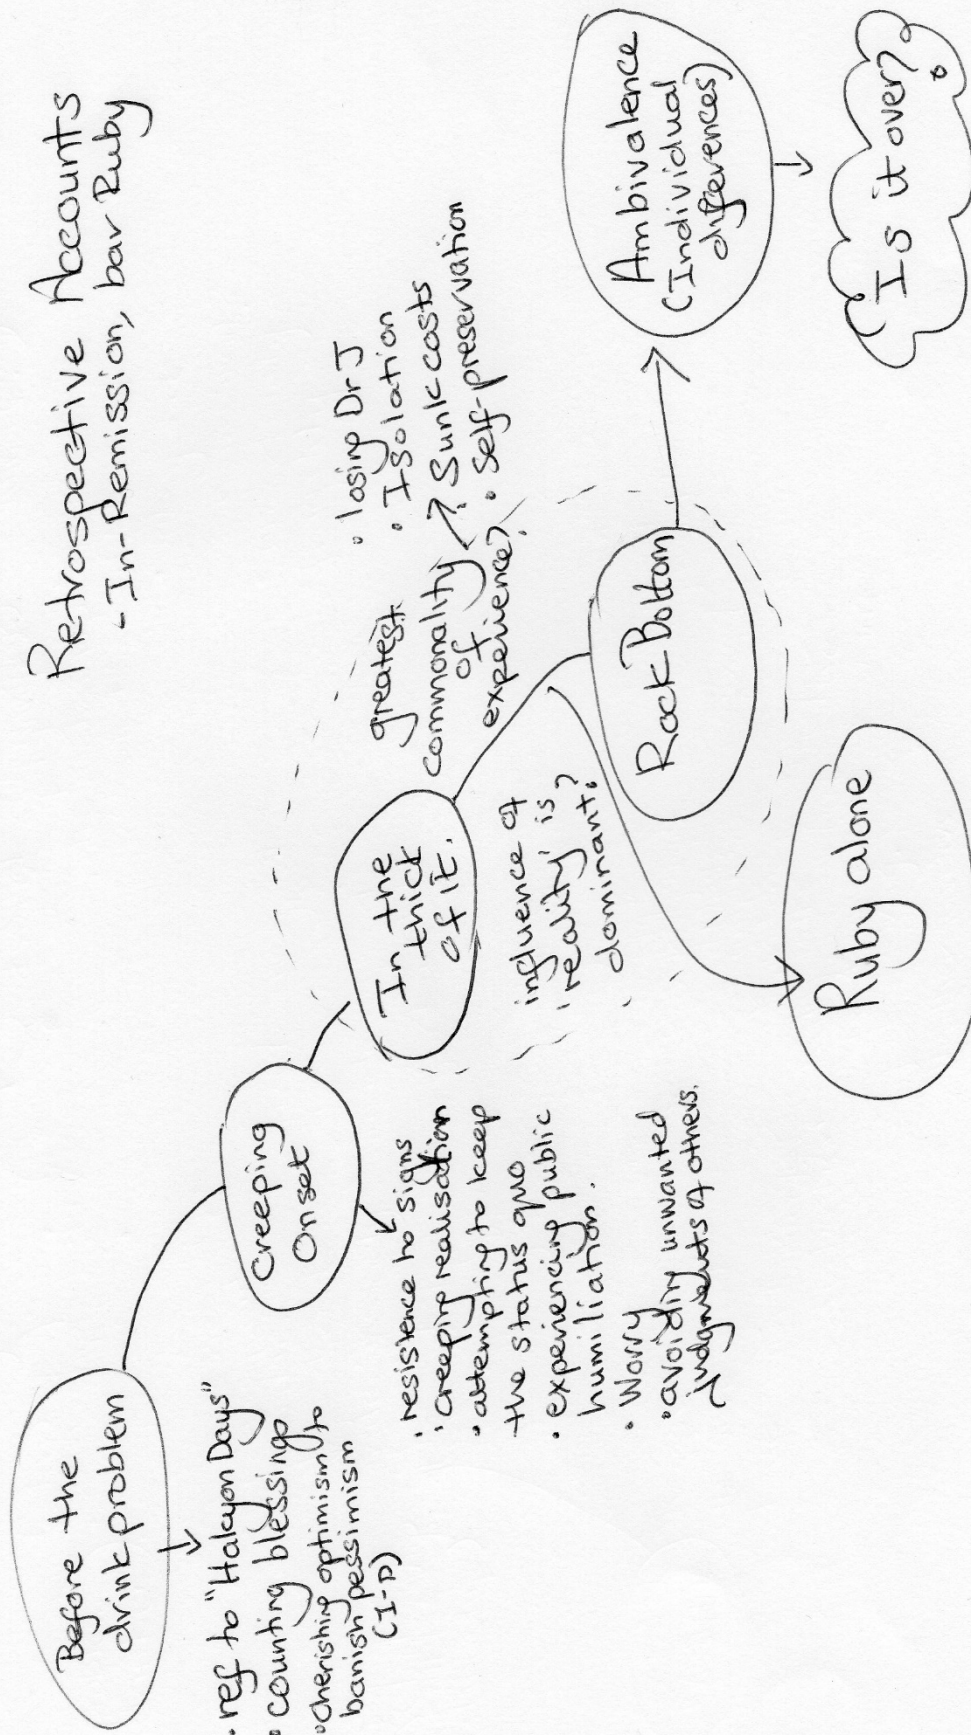 Retrospective Accounts
-In-Remission, bar Ruby
Before the
drink problem
• ref to "Halcyon Days"
• counting blessings
• cherishing optimism to
banish pessimism
(I-D)
Creeping
Onset
• resistence to signs
• creeping realisation
• attempting to keep
the status quo
• experiencing public
humiliation.
• Worry
• avoiding unwanted
judgments of others.
In the
thick
of it.
greatest
commonality
of
experience?
• losing Dr J
• Isolation
• Sunk costs
• Self-preservation
influence of
'reality' is
dominant?
Rock Bottom
Ruby alone
Ambivalence
(Individual
differences)
Is it over?